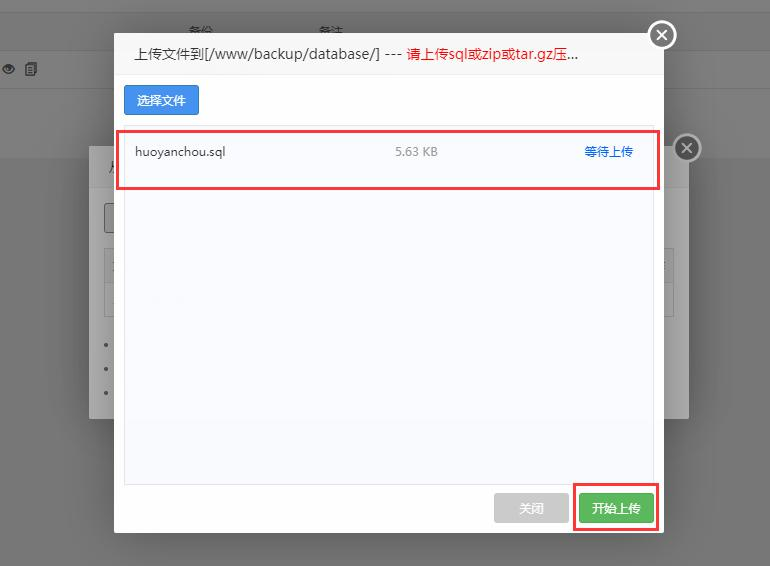 备份 备注
上传文件到[/www/backup/database/] --- 请上传sql或zip或tar.gz压...
选择文件
huoyanchou.sql 5.63 KB 等待上传
关闭 开始上传